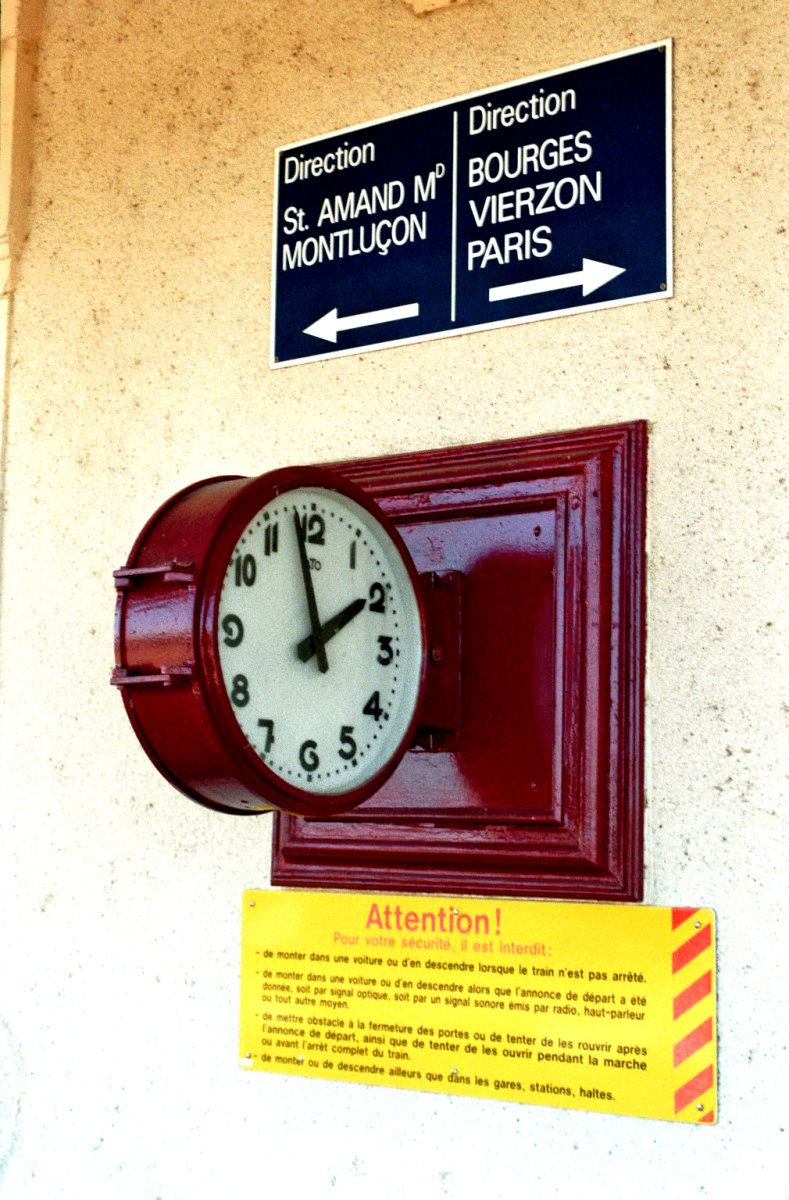 Direction
St. AMAND Mᴰ
MONTLUÇON
Direction
BOURGES
VIERZON
PARIS
12
1
2
3
4
5
6
7
8
9
10
11
Attention!
Pour votre sécurité, il est interdit:
- de monter dans une voiture ou d'en descendre lorsque le train n'est pas arrêté.
- de monter dans une voiture ou d'en descendre alors que l'annonce de départ a été
donnée, soit par signal optique, soit par un signal sonore émis par radio, haut-parleur
ou tout autre moyen.
- de mettre obstacle à la fermeture des portes ou de tenter de les rouvrir après
l'annonce de départ, ainsi que de tenter de les ouvrir pendant la marche
ou avant l'arrêt complet du train.
- de monter ou de descendre ailleurs que dans les gares, stations, haltes.